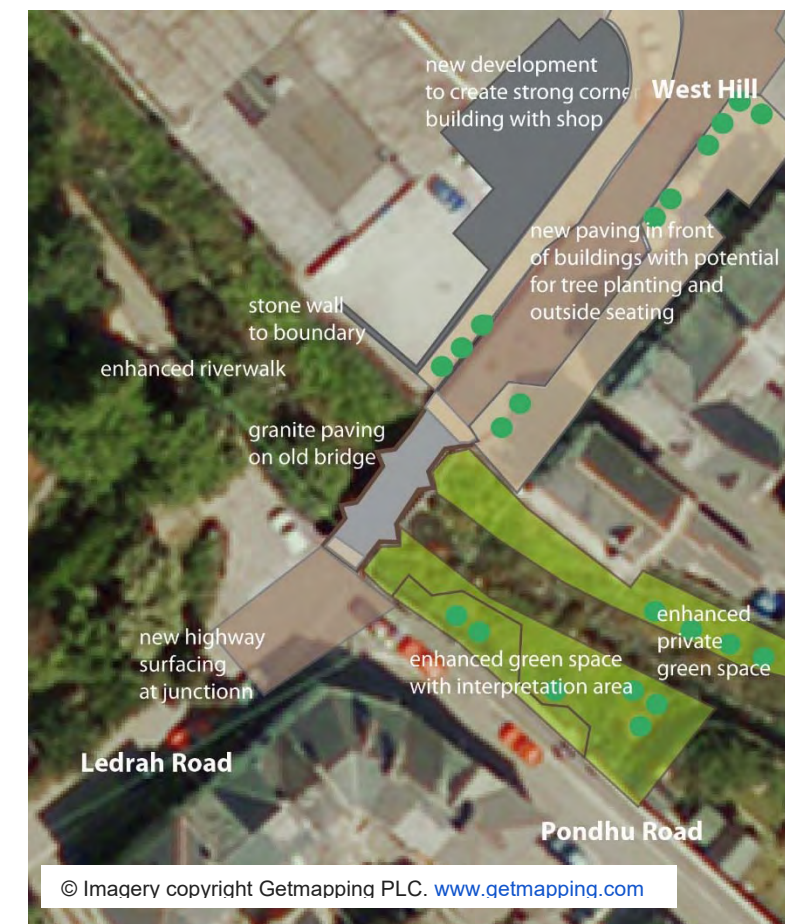 new development
to create strong corner
building with shop
West Hill
new paving in front
of buildings with potential
for tree planting and
outside seating
stone wall
to boundary
enhanced riverwalk
granite paving
on old bridge
enhanced
private
green space
new highway
surfacing
at junctionn
enhanced green space
with interpretation area
Ledrah Road
Pondhu Road
© Imagery copyright Getmapping PLC. www.getmapping.com